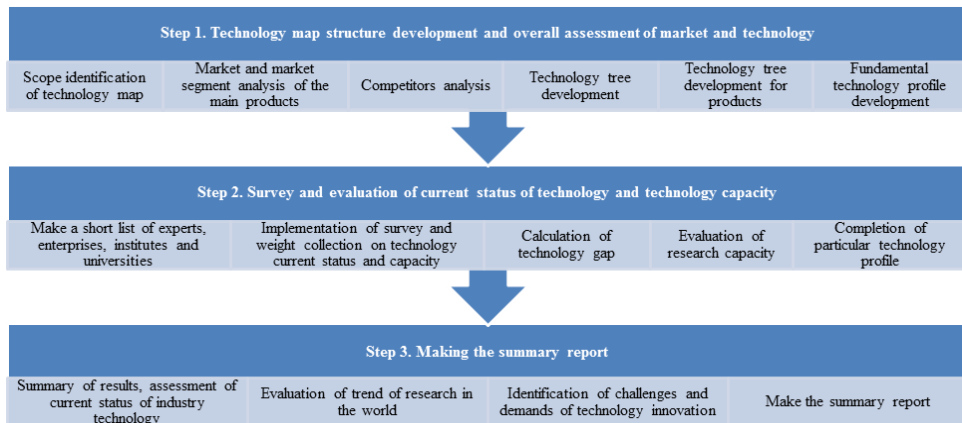 Step 1. Technology map structure development and overall assessment of market and technology
Scope identification
of technology map
Market and market
segment analysis of
the main products
Competitors analysis
Technology tree
development
Technology tree
development for
products
Fundamental
technology profile
development
Step 2. Survey and evaluation of current status of technology and technology capacity
Make a short list of experts,
enterprises, institutes and
universities
Implementation of survey and
weight collection on technology
current status and capacity
Calculation of
technology gap
Evaluation of
research capacity
Completion of
particular technology
profile
Step 3. Making the summary report
Summary of results, assessment of
current status of industry
technology
Evaluation of trend of research in
the world
Identification of challenges and
demands of technology innovation
Make the summary report